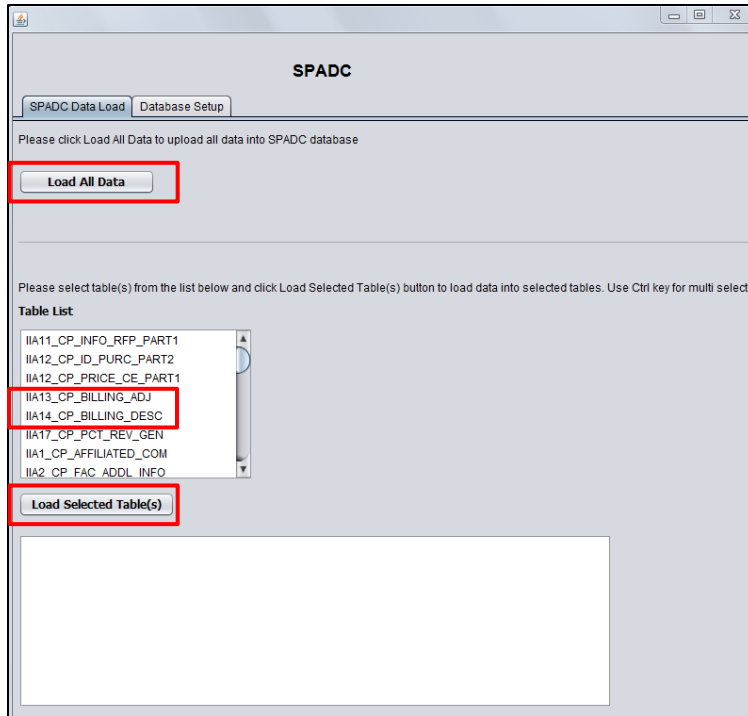 SPADC
SPADC Data Load Database Setup
Please click Load All Data to upload all data into SPADC database
Load All Data
Please select table(s) from the list below and click Load Selected Table(s) button to load data into selected tables. Use Ctrl key for multi select
Table List
IIA11_CP_INFO_RFP_PART1
IIA12_CP_ID_PURC_PART2
IIA12_CP_PRICE_CE_PART1
IIA13_CP_BILLING_ADJ
IIA14_CP_BILLING_DESC
IIA17_CP_PCT_REV_GEN
IIA1_CP_AFFILIATED_COM
IIA2_CP_FAC_ADDL_INFO
Load Selected Table(s)